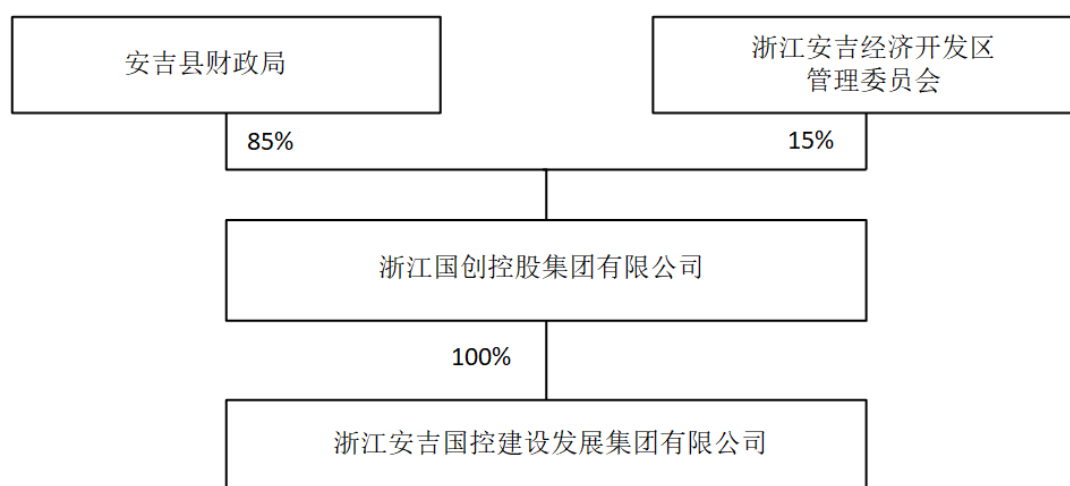 安吉县财政局
浙江安吉经济开发区
管理委员会
85%
15%
浙江国创控股集团有限公司
100%
浙江安吉国控建设发展集团有限公司